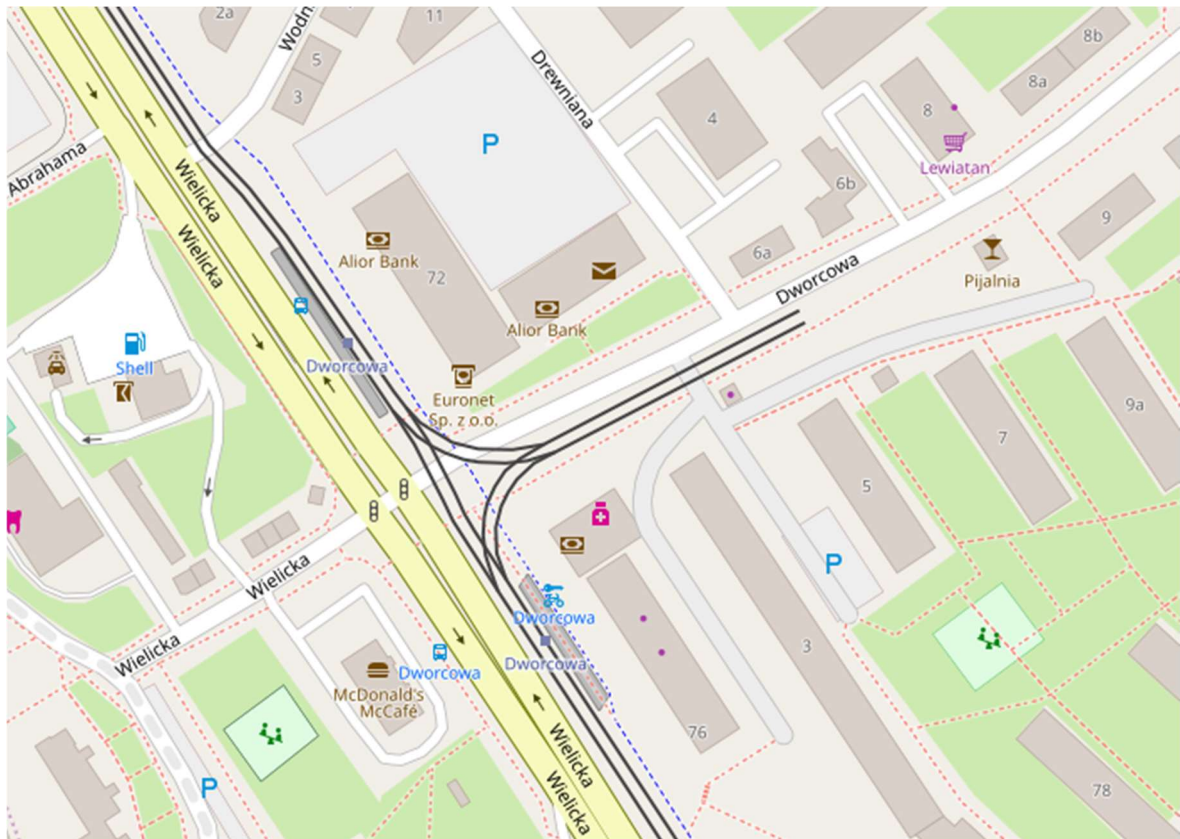 2a
11
Wodn
5
3
Drewniana
8b
8a
8
4
P
Abrahama
Wielicka
Wielicka
Lewiatan
6b
9
Alior Bank
72
6a
Dworcowa
Pijalnia
Alior Bank
Shell
Dworcowa
Euronet
Sp. z o.o.
9a
7
5
P
Wielicka
Dworcowa
Wielicka
Dworcowa
Dworcowa
McDonald's
McCafé
3
76
Wielicka
P
Wielicka
78